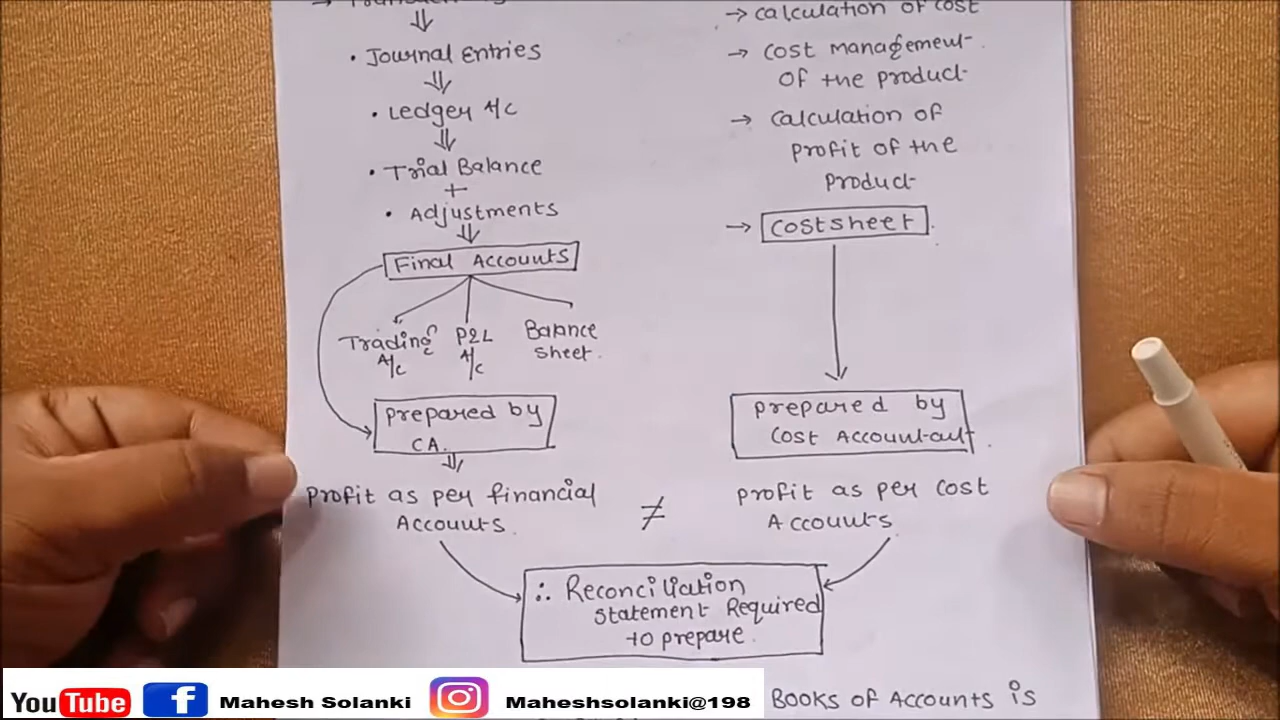 → calculation of cost
• Journal Entries
→ cost management
of the product
• Ledger A/c
→ calculation of
profit of the
product
• Trial Balance
+
• Adjustments
→ costsheet
Final Accounts
Trading A/c
P&L A/c
Balance sheet.
prepared by
CA.
prepared by
cost Accountant.
profit as per financial
Accounts.
≠
profit as per cost
Accounts
∴ Reconciliation
statement Required
to prepare.
YouTube
f Mahesh Solanki
Maheshsolanki@198
Books of Accounts is